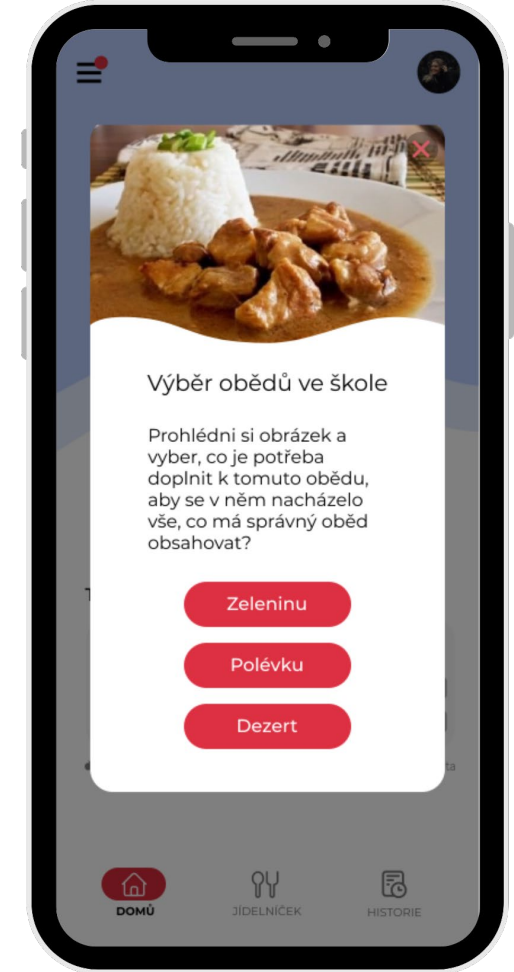 Výběr obědů ve škole
Prohlédni si obrázek a
vyber, co je potřeba
doplnit k tomuto obědu,
aby se v něm nacházelo
vše, co má správný oběd
obsahovat?
Zeleninu
Polévku
Dezert
DOMŮ
JÍDELNÍČEK
HISTORIE